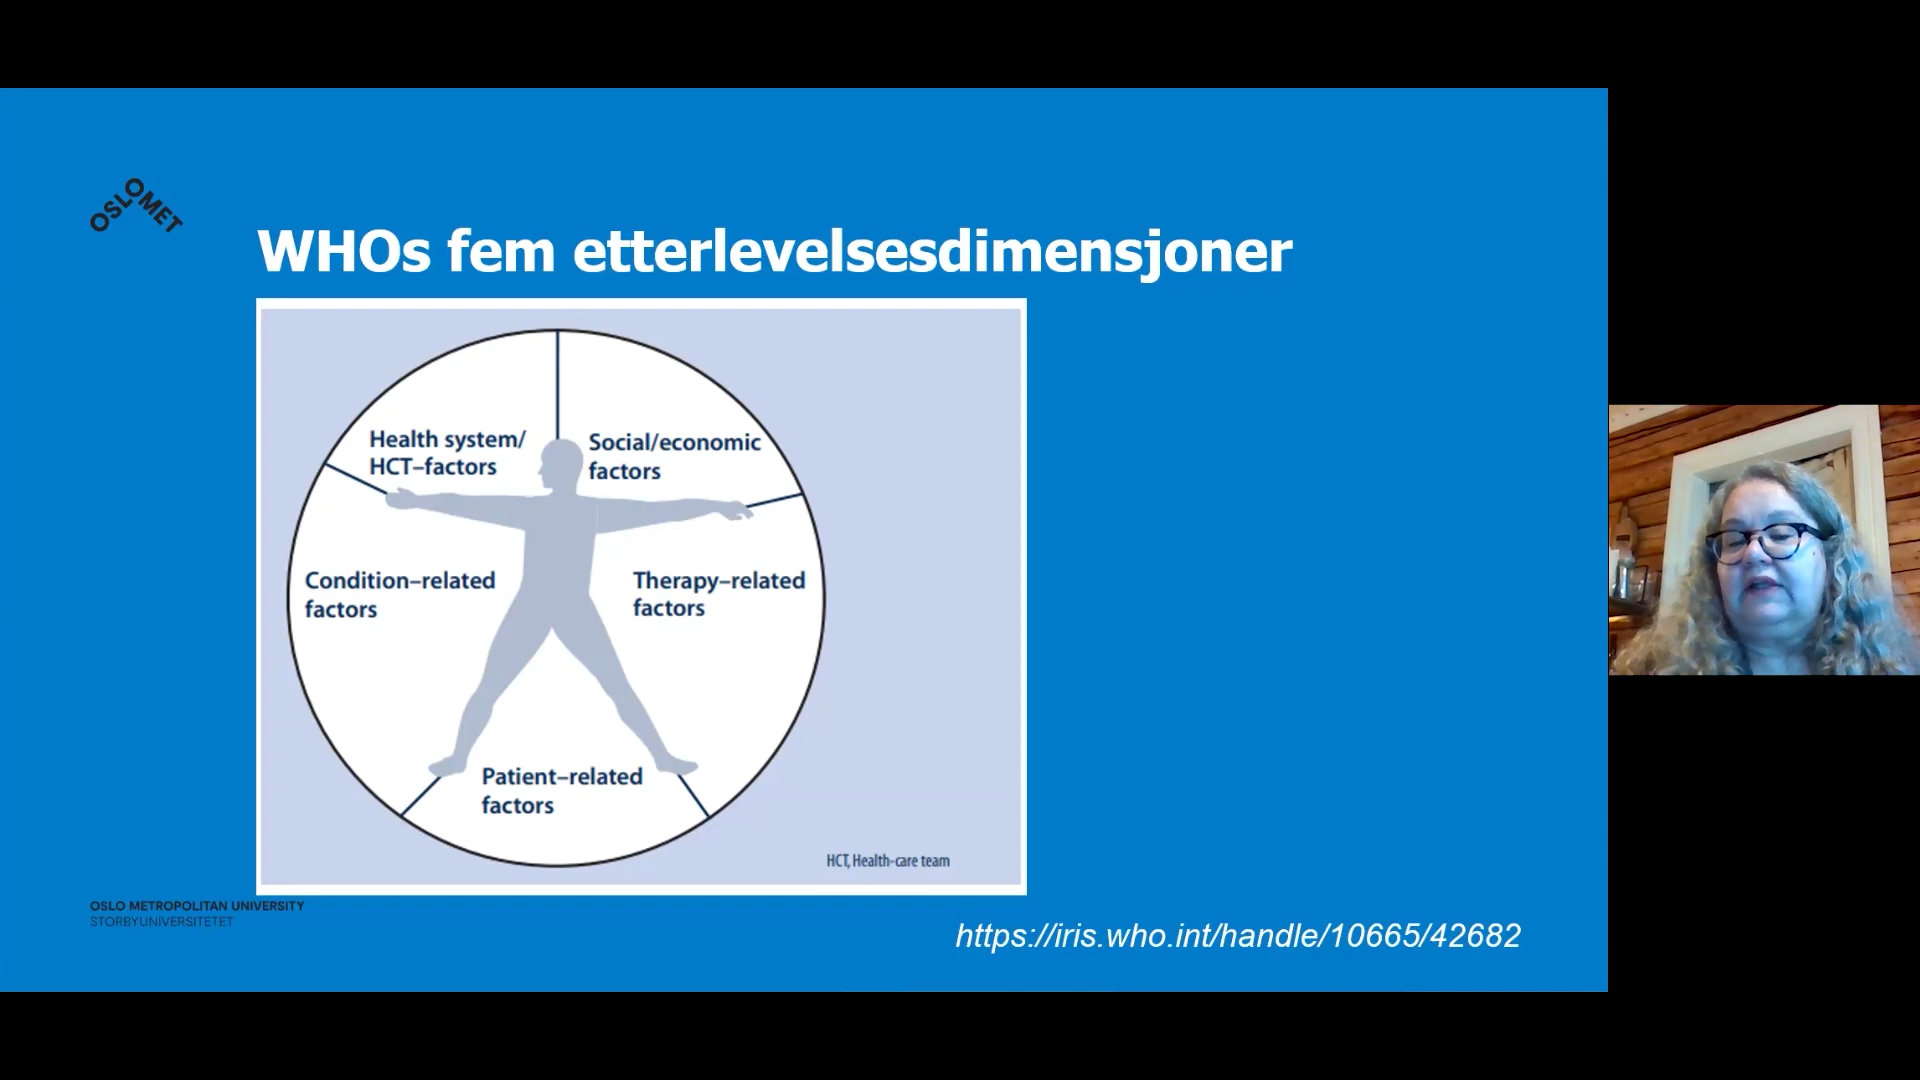 OSLOMET
WHOs fem etterlevelsesdimensjoner
Health system/
HCT–factors
Social/economic
factors
Condition–related
factors
Therapy–related
factors
Patient–related
factors
HCT, Health-care team
OSLO METROPOLITAN UNIVERSITY
STORBYUNIVERSITETET
https://iris.who.int/handle/10665/42682